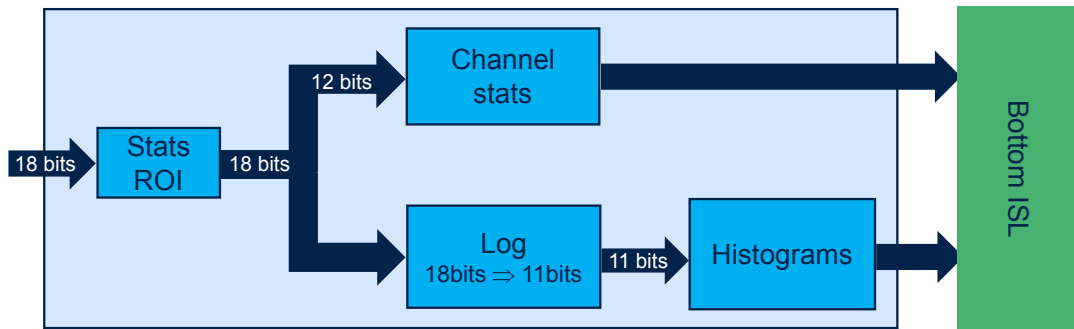 18 bits
Stats
ROI
18 bits
12 bits
Channel
stats
Log
18bits ⇒ 11bits
11 bits
Histograms
Bottom ISL